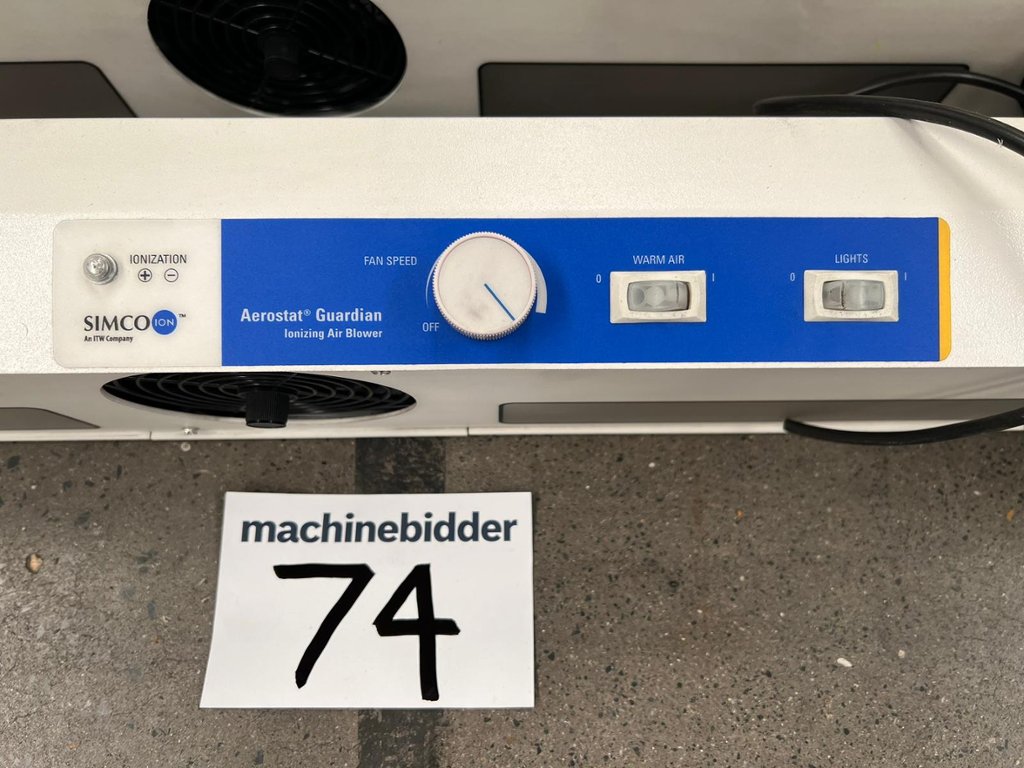 IONIZATION
⊕ ⊖
SIMCO ION™
An ITW Company
FAN SPEED
OFF
Aerostat® Guardian
Ionizing Air Blower
WARM AIR
0 I
LIGHTS
0 I
machinebidder
74